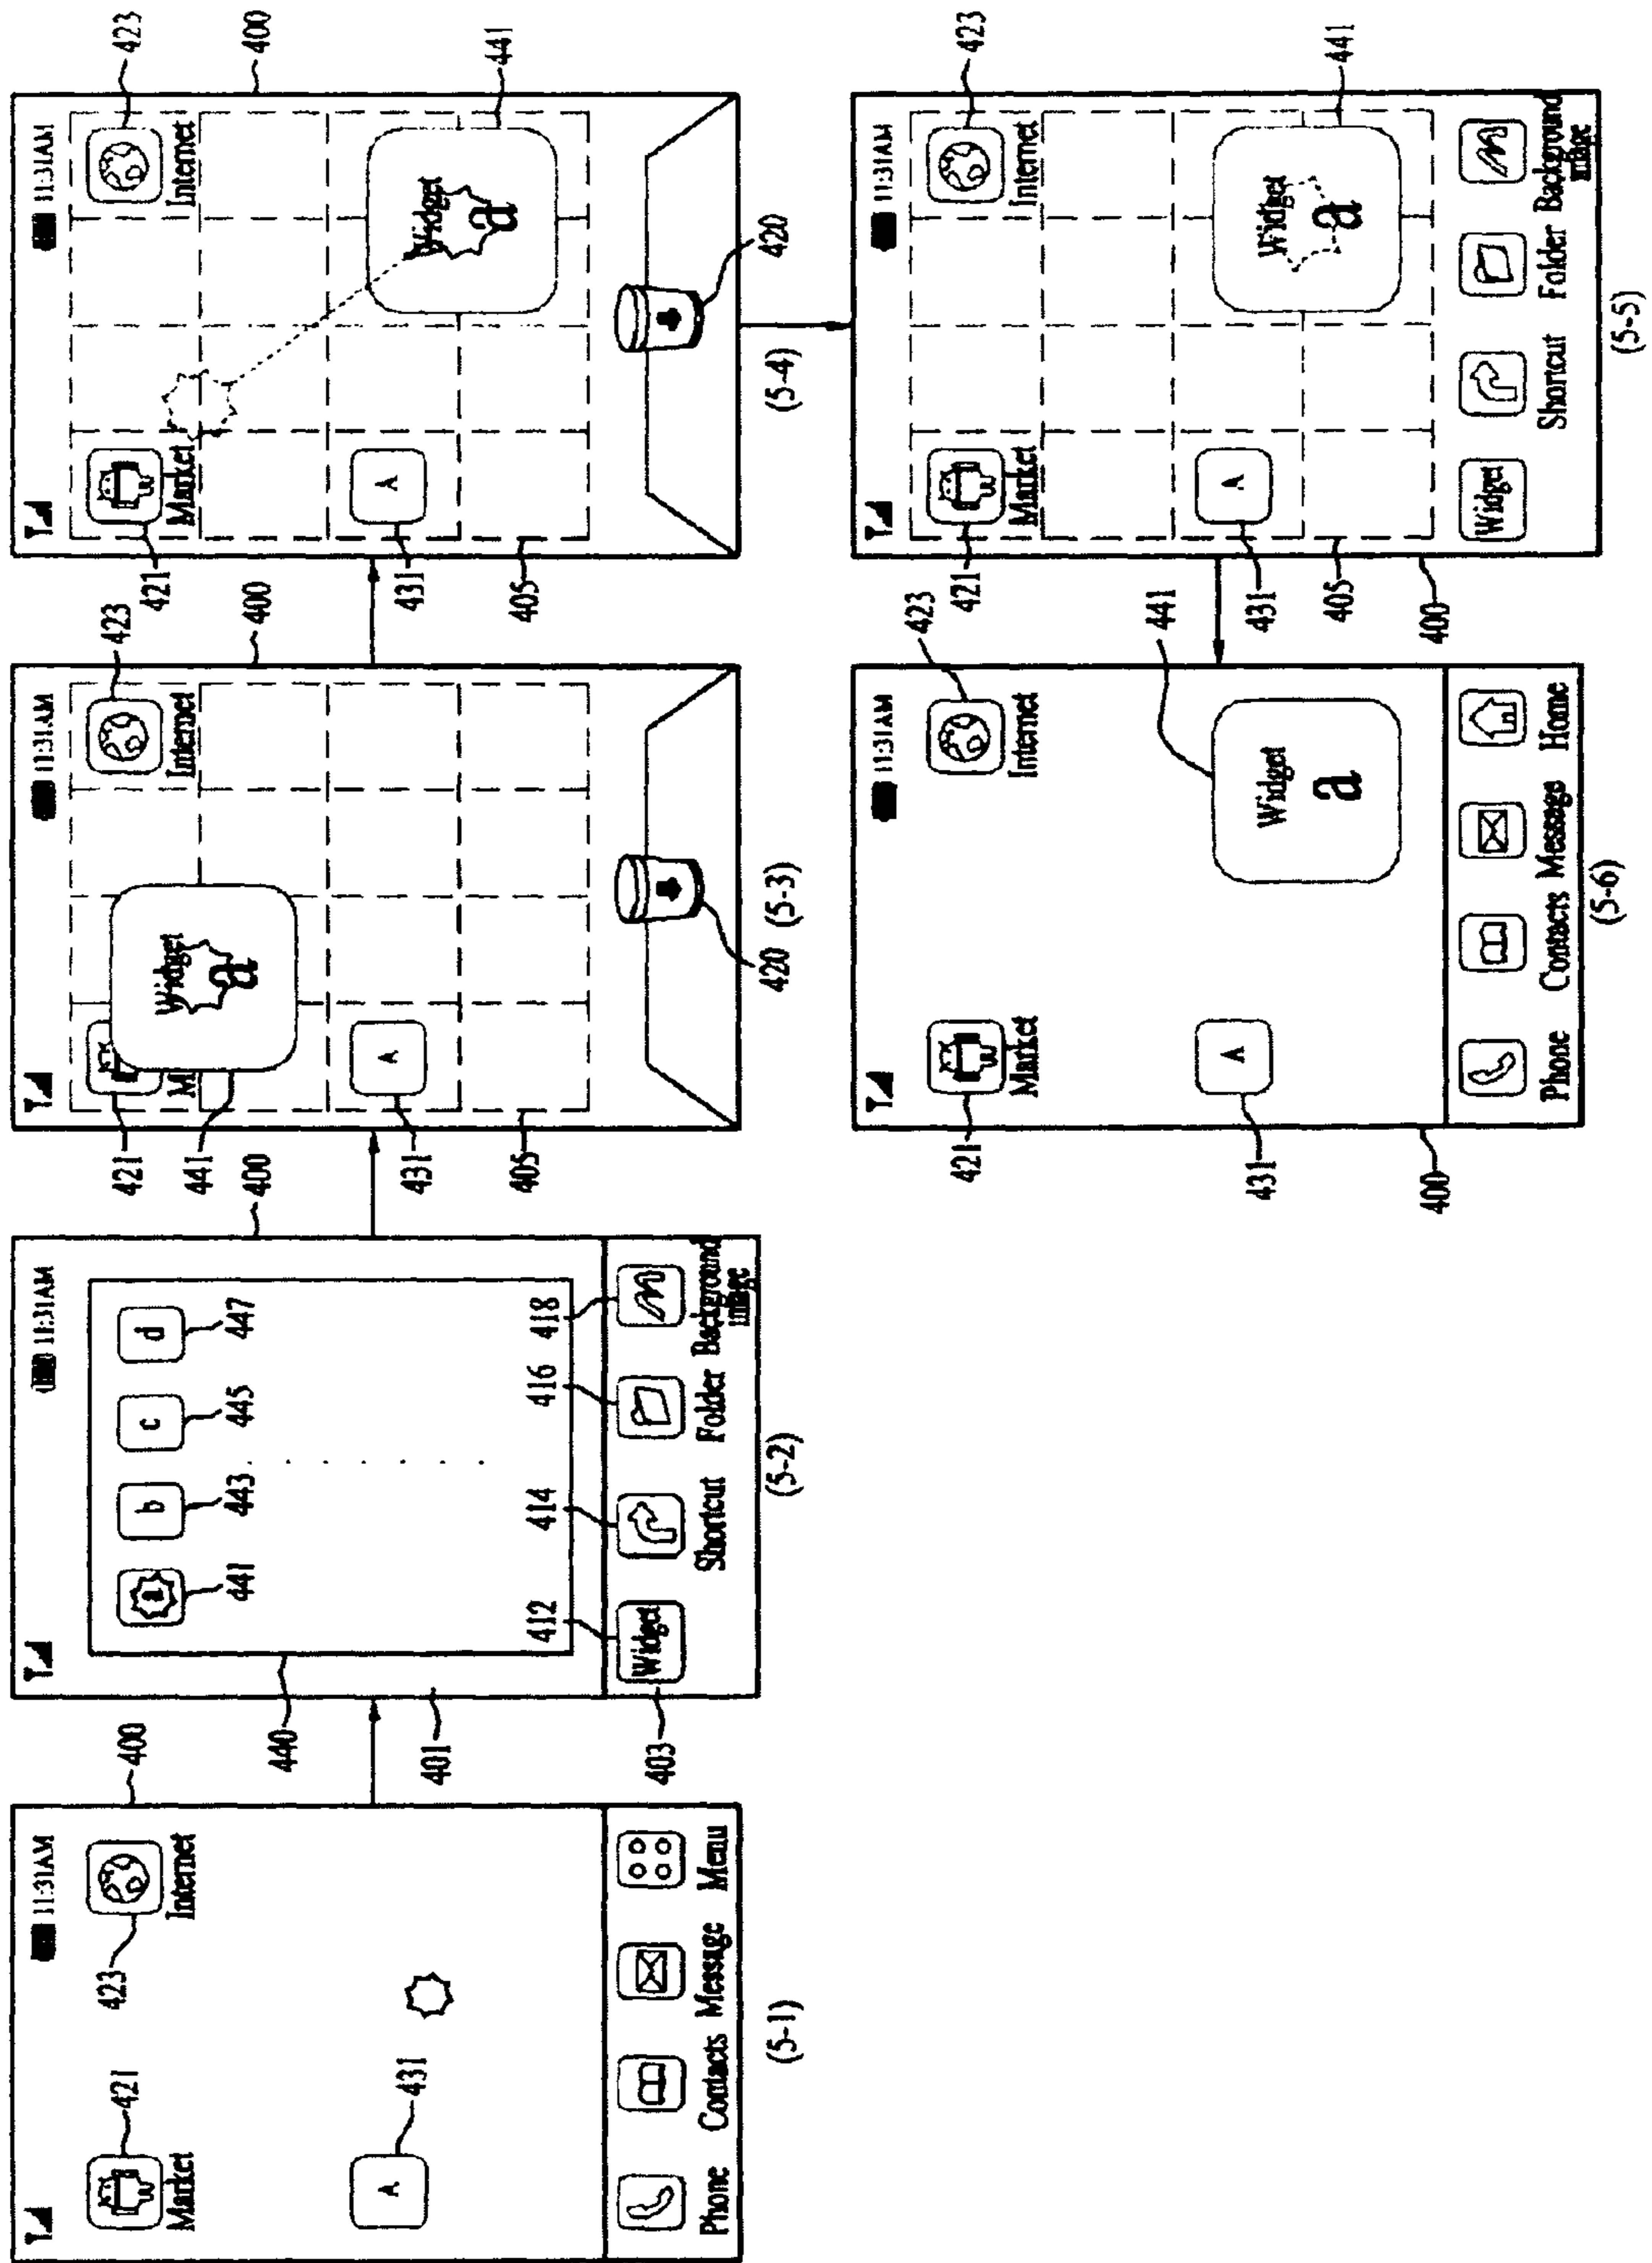 11:31AM
400
421
423
Market
Internet
431
A
Phone Contacts Message Menu
(5-1)
11:31AM
400
a b c d
441 443 445 447
440
401
412 414 416 418
403
Widget
Shortcut Folder Background
image
(5-2)
11:31AM
423
400
421
M
Internet
441
Widget
a
431
A
405
420
(5-3)
11:31AM
423
400
421
Market
Internet
441
Widget
a
431
A
405
420
(5-4)
11:31AM
423
421
Market
Internet
441
Widget
a
431
A
405
400
Widget
Shortcut Folder Background
image
(5-5)
11:31AM
423
421
Market
Internet
441
Widget
a
431
A
400
Phone Contacts Message Home
(5-6)